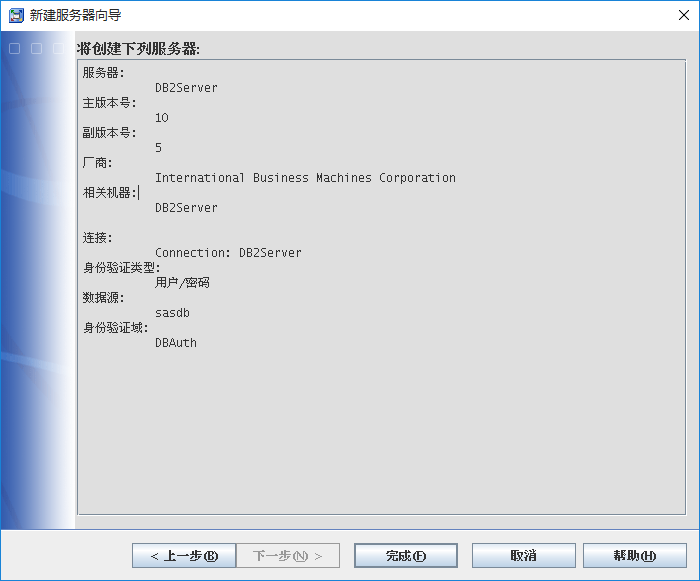 新建服务器向导
将创建下列服务器:
服务器:
DB2Server
主版本号:
10
副版本号:
5
厂商:
International Business Machines Corporation
相关机器:
DB2Server
连接:
Connection: DB2Server
身份验证类型:
用户/密码
数据源:
sasdb
身份验证域:
DBAuth
< 上一步(B) 下一步(N) > 完成(F) 取消 帮助(H)